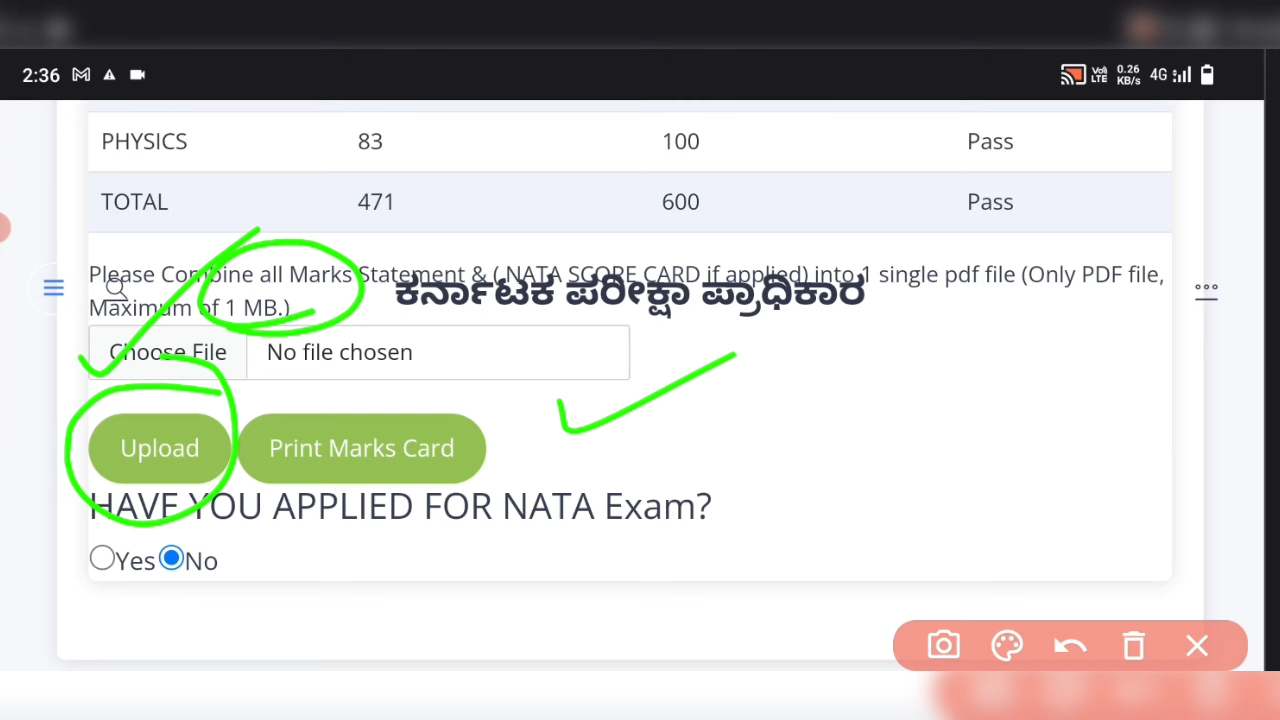 2:36 Vo) LTE 0.26 KB/s 4G
PHYSICS 83 100 Pass
TOTAL 471 600 Pass
Please Combine all Marks Statement & ( NATA SCORE CARD if applied) into 1 single pdf file (Only PDF file,
Maximum of 1 MB.)
ಕರ್ನಾಟಕ ಪರೀಕ್ಷಾ ಪ್ರಾಧಿಕಾರ
Choose File No file chosen
Upload Print Marks Card
HAVE YOU APPLIED FOR NATA Exam?
Yes No